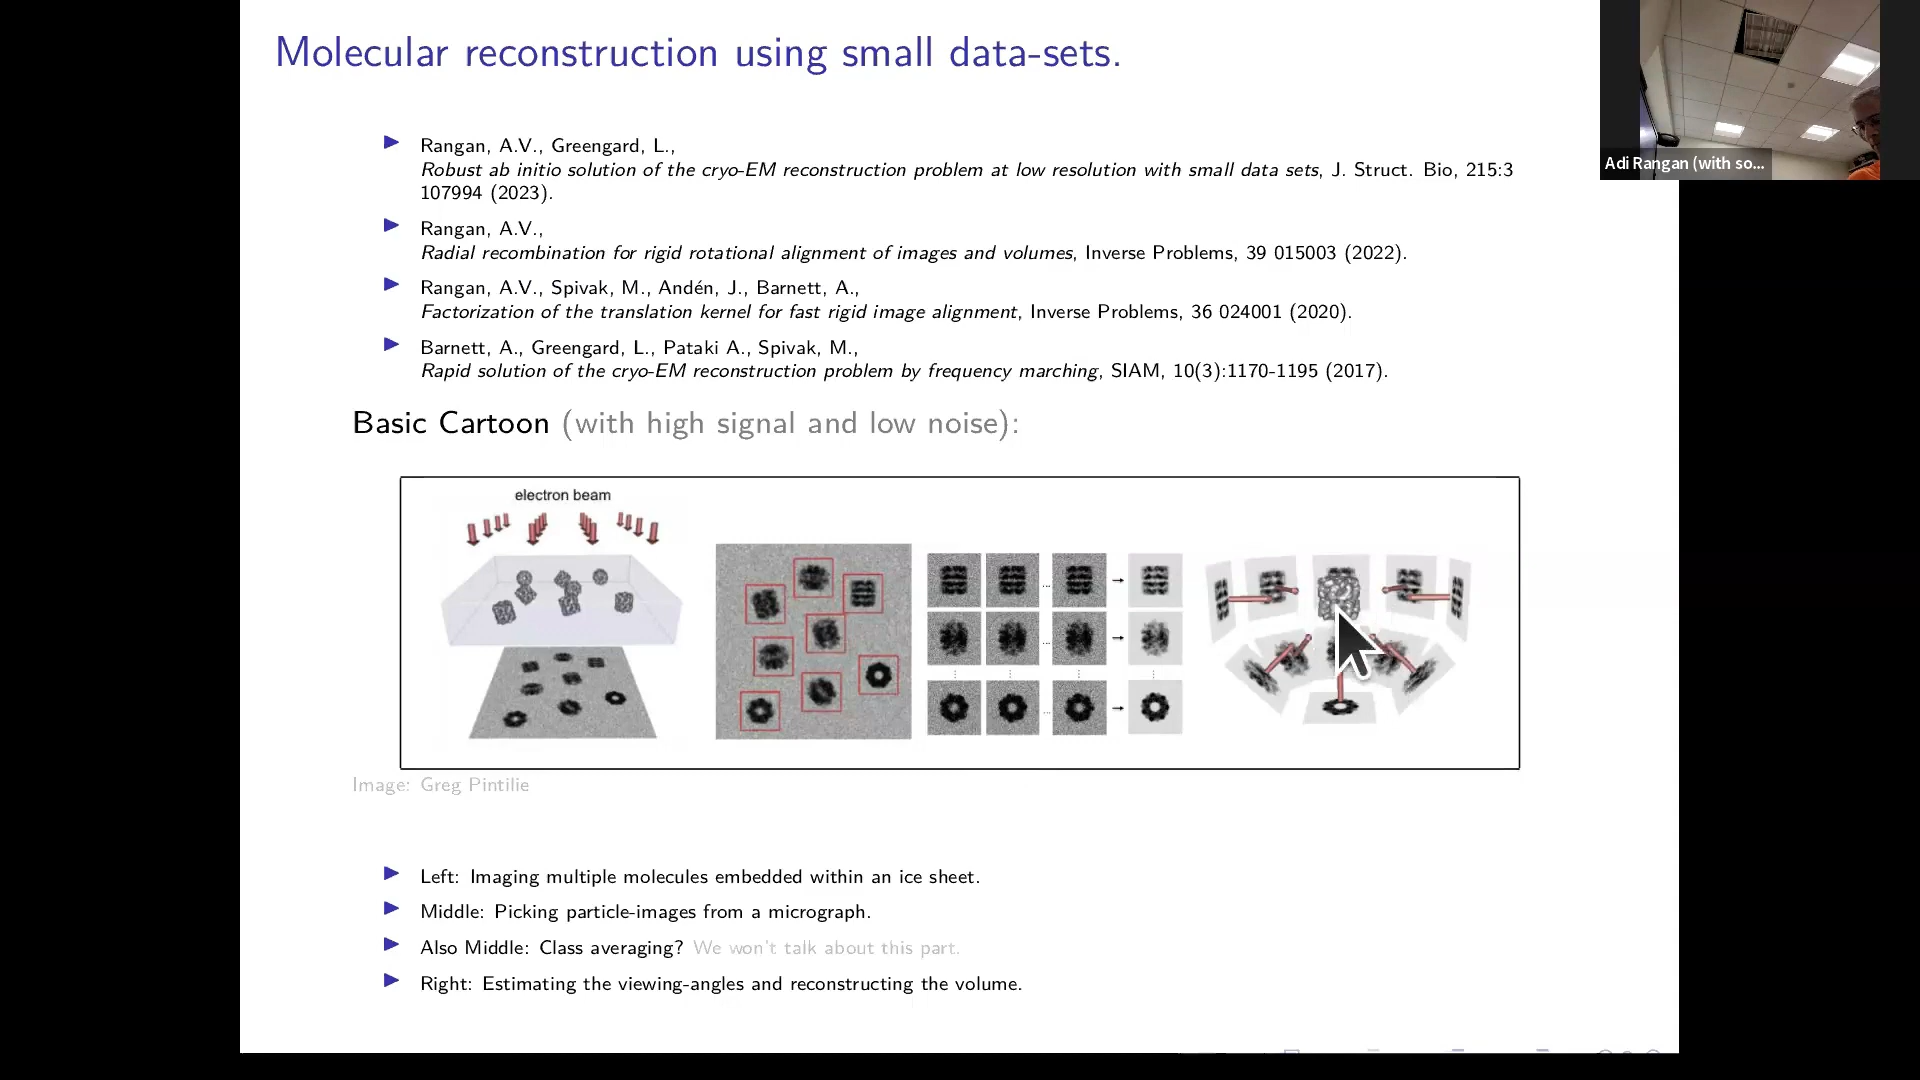 Molecular reconstruction using small data-sets.
Rangan, A.V., Greengard, L.,
Robust ab initio solution of the cryo-EM reconstruction problem at low resolution with small data sets, J. Struct. Bio, 215:3
107994 (2023).
Rangan, A.V.,
Radial recombination for rigid rotational alignment of images and volumes, Inverse Problems, 39 015003 (2022).
Rangan, A.V., Spivak, M., Andén, J., Barnett, A.,
Factorization of the translation kernel for fast rigid image alignment, Inverse Problems, 36 024001 (2020).
Barnett, A., Greengard, L., Pataki A., Spivak, M.,
Rapid solution of the cryo-EM reconstruction problem by frequency marching, SIAM, 10(3):1170-1195 (2017).
Basic Cartoon (with high signal and low noise):
electron beam
Image: Greg Pintilie
Left: Imaging multiple molecules embedded within an ice sheet.
Middle: Picking particle-images from a micrograph.
Also Middle: Class averaging? We won't talk about this part.
Right: Estimating the viewing-angles and reconstructing the volume.
Adi Rangan (with so...